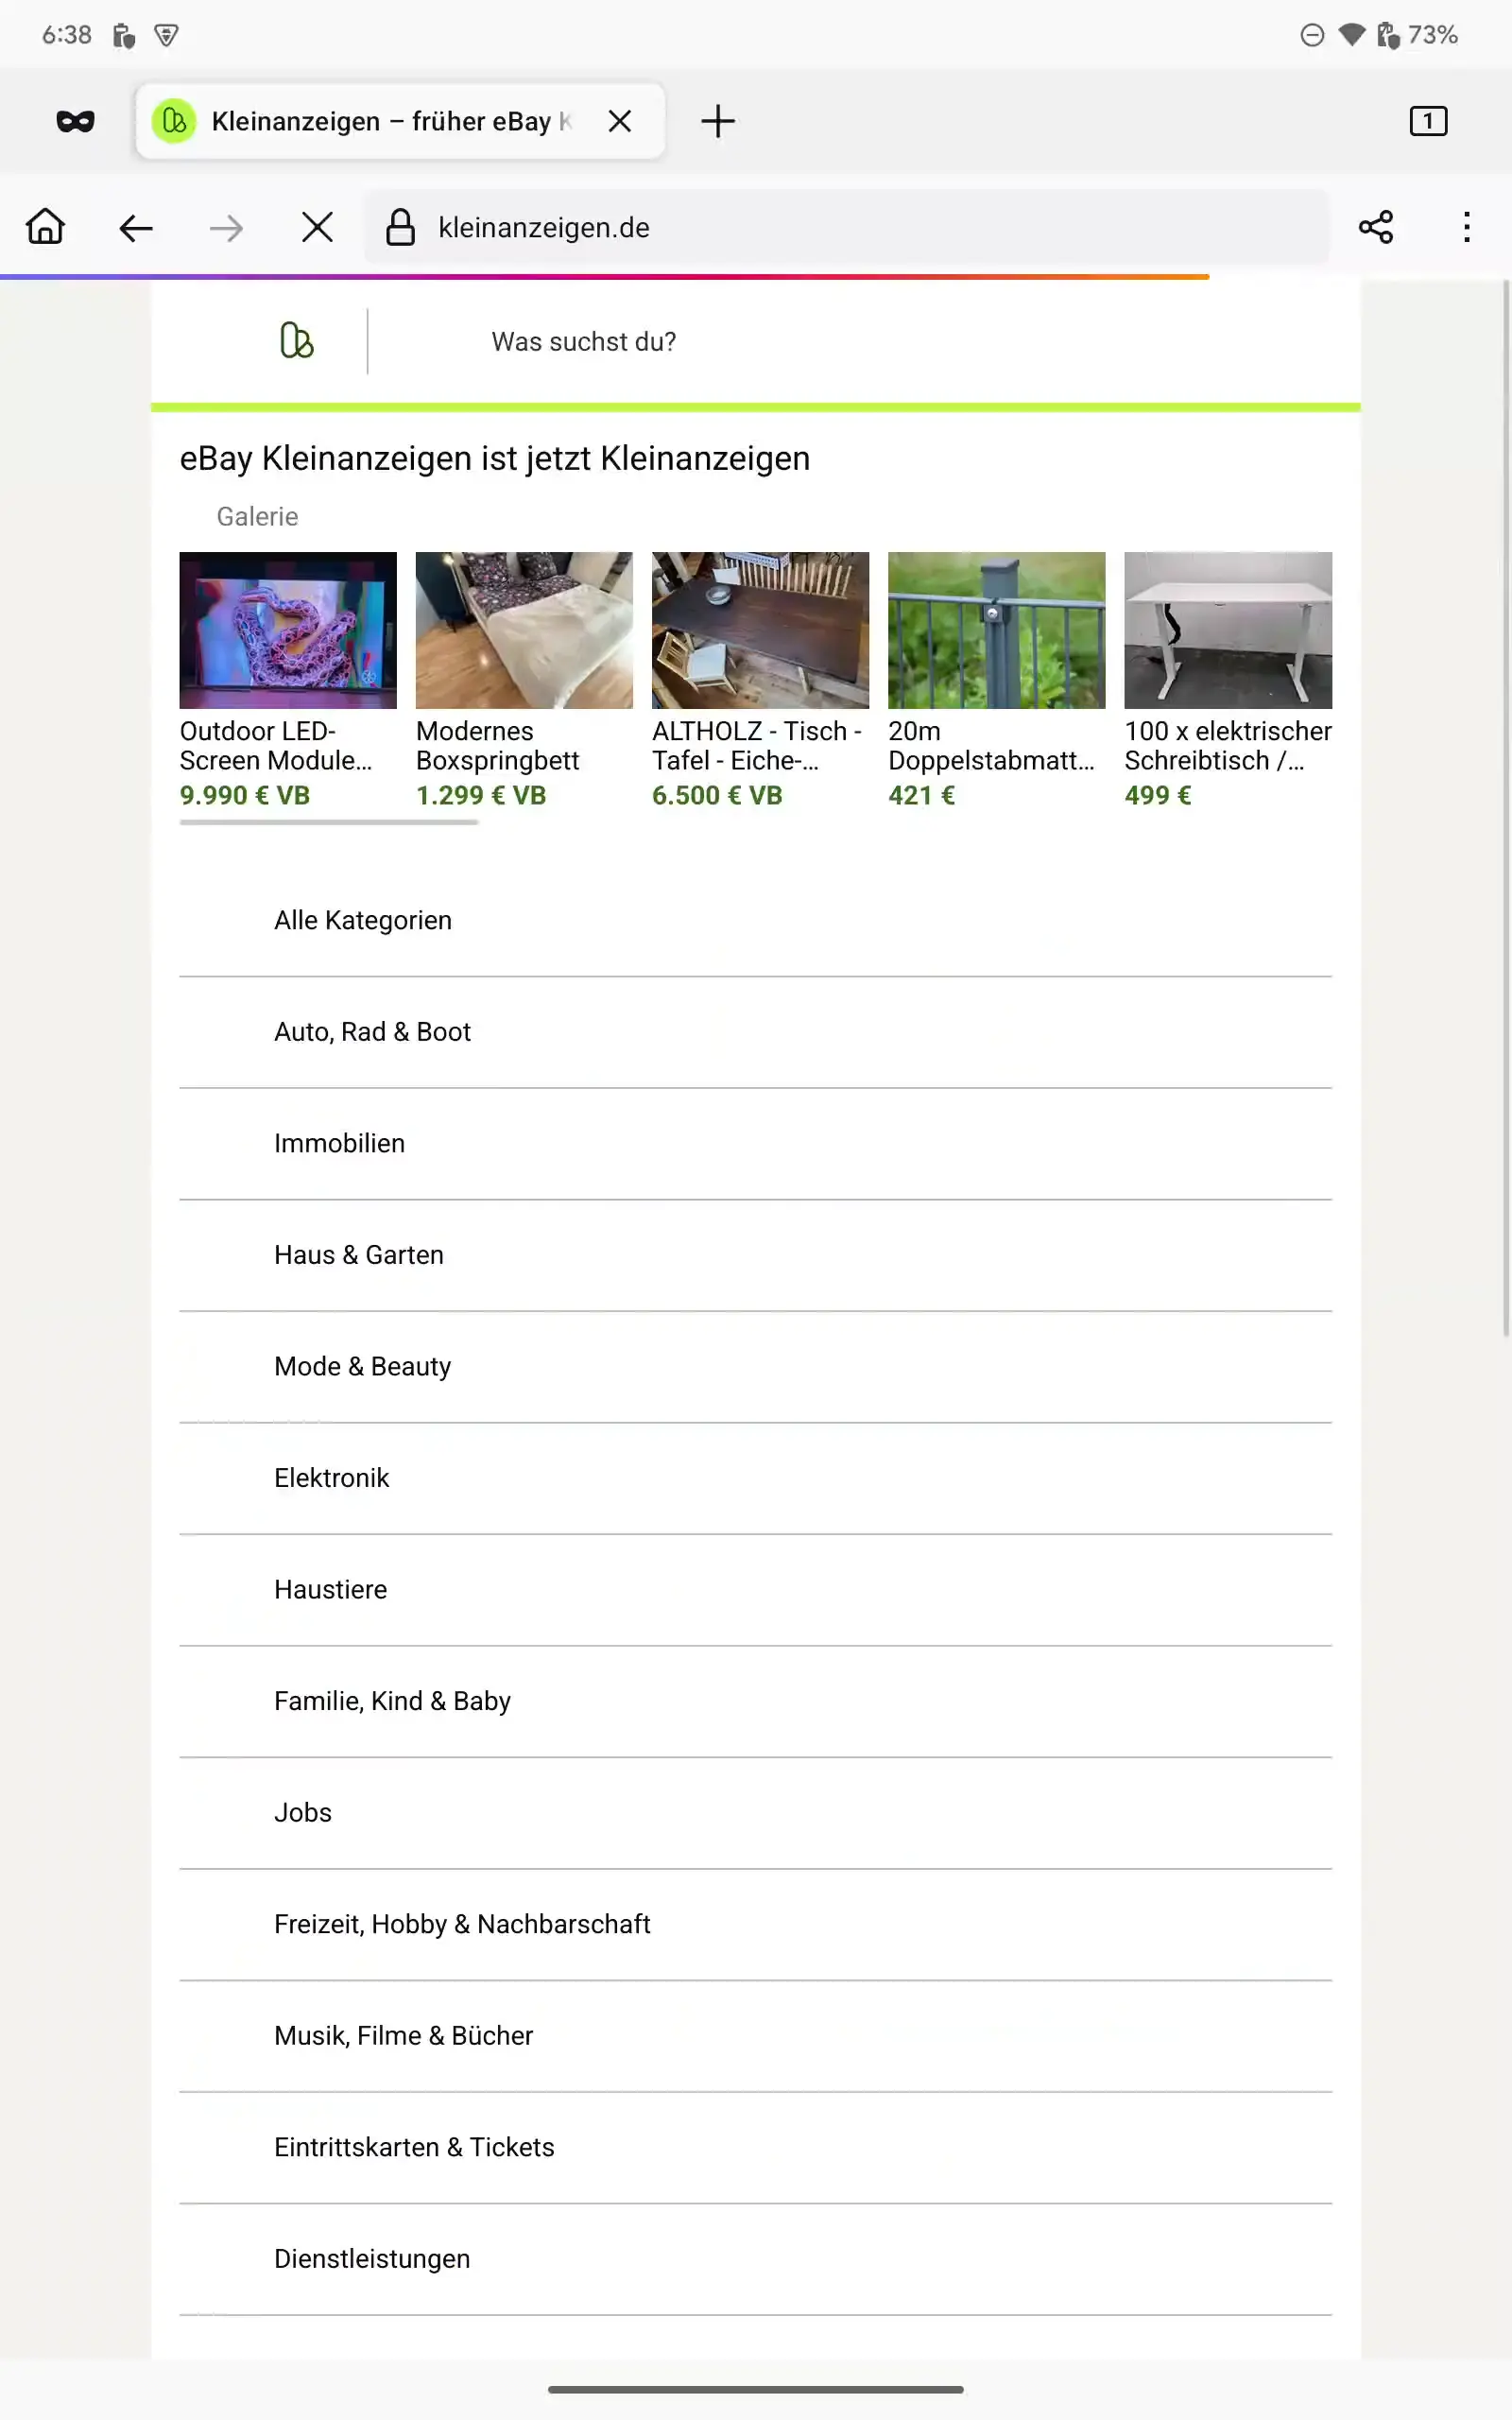 6:38
73%
Kleinanzeigen – früher eBay K
1
kleinanzeigen.de
Was suchst du?
eBay Kleinanzeigen ist jetzt Kleinanzeigen
Galerie
Outdoor LED-
Screen Module...
9.990 € VB
Modernes
Boxspringbett
1.299 € VB
ALTHOLZ - Tisch -
Tafel - Eiche-...
6.500 € VB
20m
Doppelstabmatt...
421 €
100 x elektrischer
Schreibtisch /...
499 €
Alle Kategorien
Auto, Rad & Boot
Immobilien
Haus & Garten
Mode & Beauty
Elektronik
Haustiere
Familie, Kind & Baby
Jobs
Freizeit, Hobby & Nachbarschaft
Musik, Filme & Bücher
Eintrittskarten & Tickets
Dienstleistungen